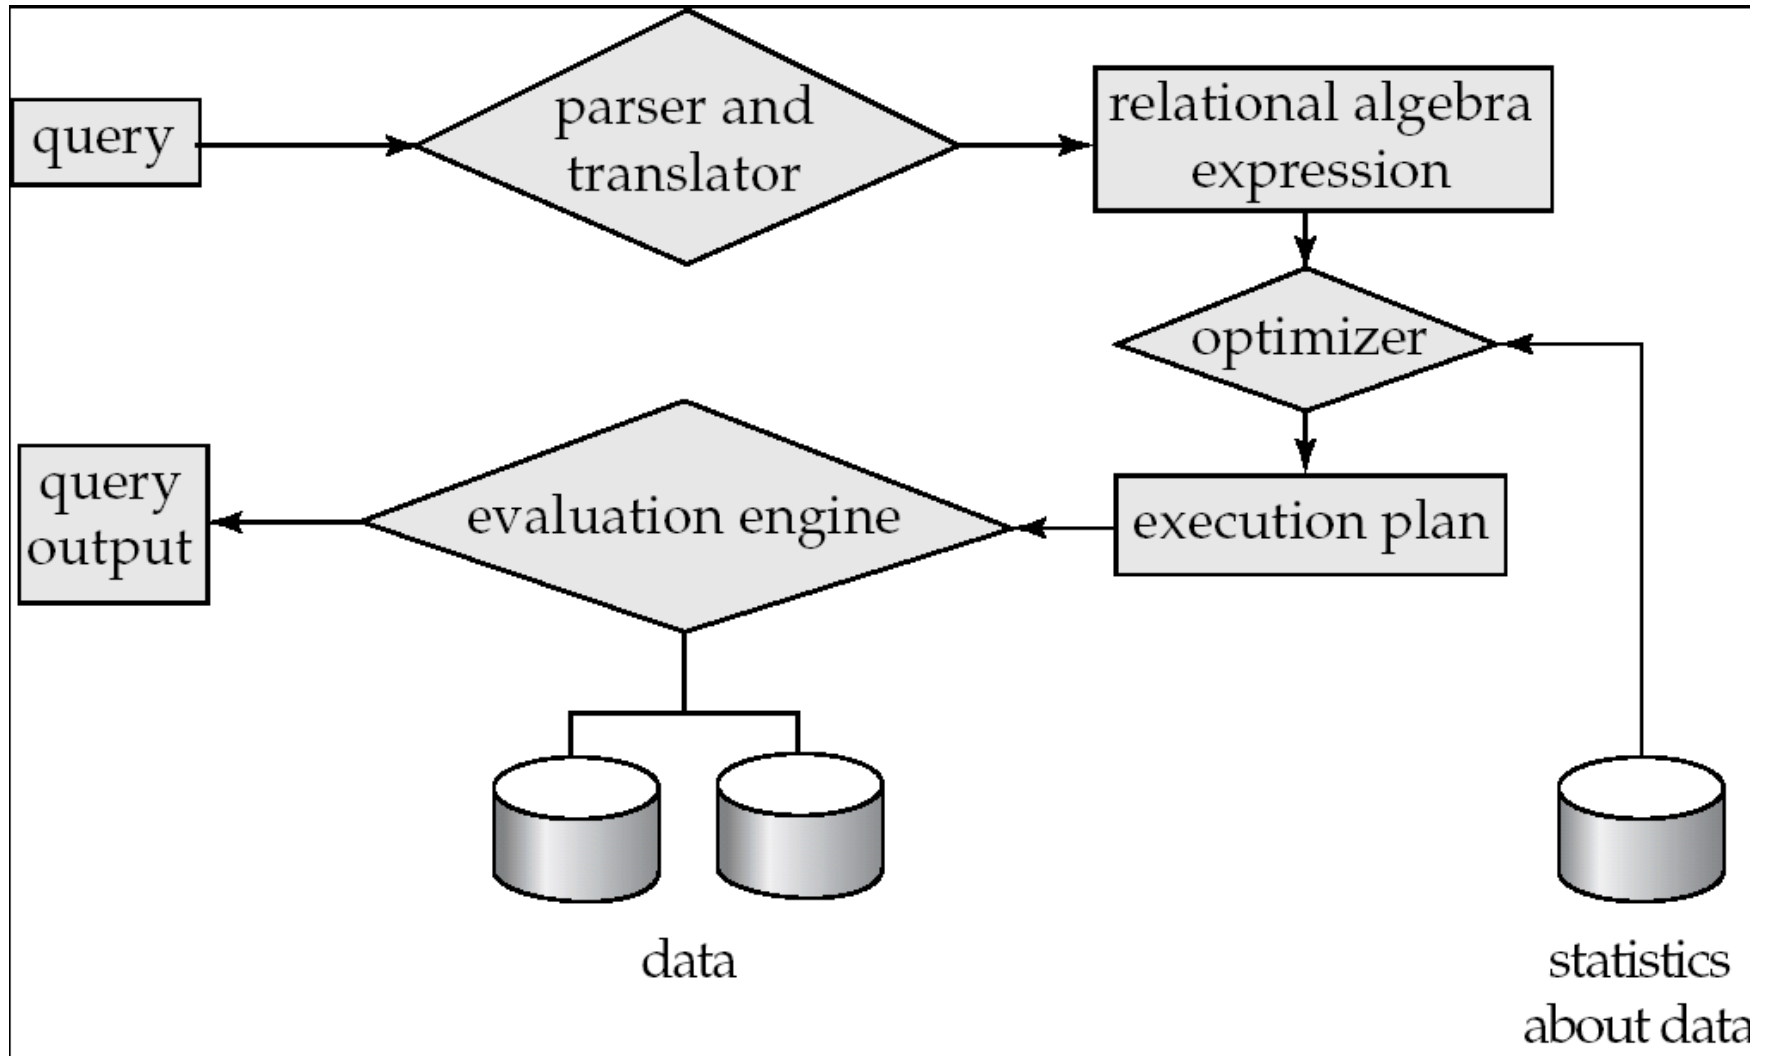 query
parser and
translator
relational algebra
expression
optimizer
query
output
evaluation engine
execution plan
data
statistics
about data